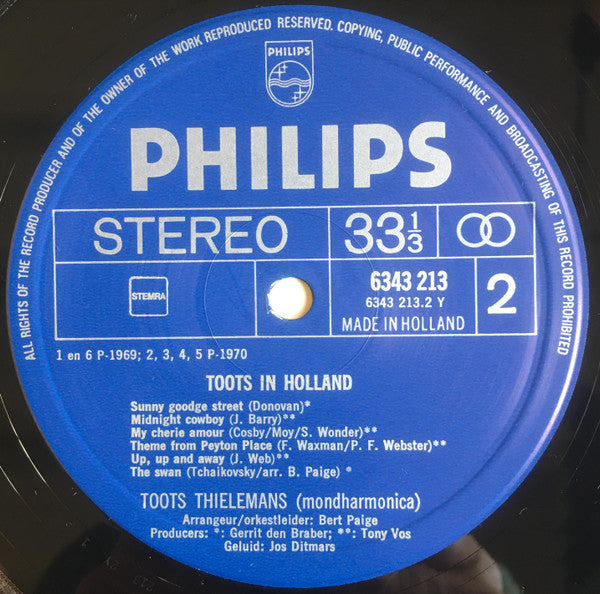 ALL RIGHTS OF THE RECORD PRODUCER AND OF THE OWNER OF THE WORK REPRODUCED RESERVED. COPYING, PUBLIC PERFORMANCE AND BROADCASTING OF THIS RECORD PROHIBITED
PHILIPS
PHILIPS
STEREO 33 1/3
STEMRA
6343 213
6343 213.2 Y
MADE IN HOLLAND
2
1 en 6 P-1969; 2, 3, 4, 5 P-1970
TOOTS IN HOLLAND
Sunny goodge street (Donovan)*
Midnight cowboy (J. Barry)**
My cherie amour (Cosby/Moy/S. Wonder)**
Theme from Peyton Place (F. Waxman/P. F. Webster)**
Up, up and away (J. Web)**
The swan (Tchaikovsky/arr. B. Paige) *
TOOTS THIELEMANS (mondharmonica)
Arrangeur/orkestleider: Bert Paige
Producers: *: Gerrit den Braber; **: Tony Vos
Geluid: Jos Ditmars